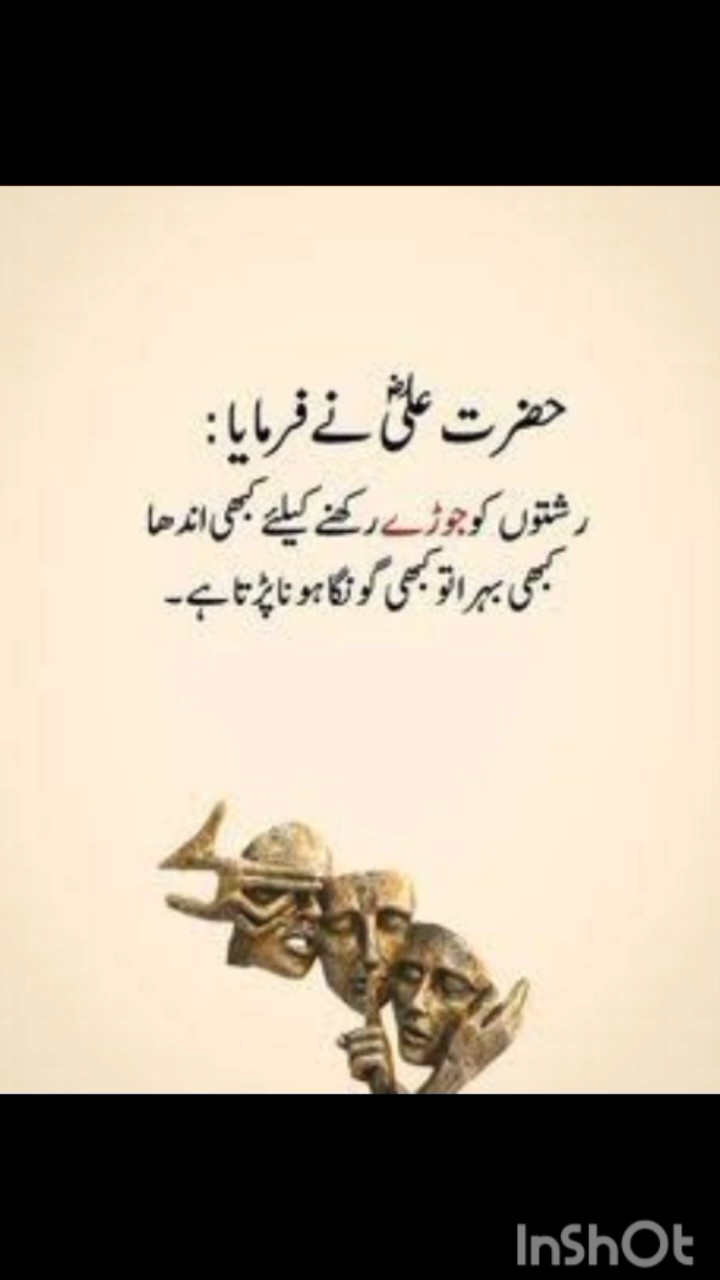 حضرت علیؓ نے فرمایا:
رشتوں کو جوڑے رکھنے کیلئے کبھی اندھا
کبھی بہرا تو کبھی گونگا ہونا پڑتا ہے۔
InShOt